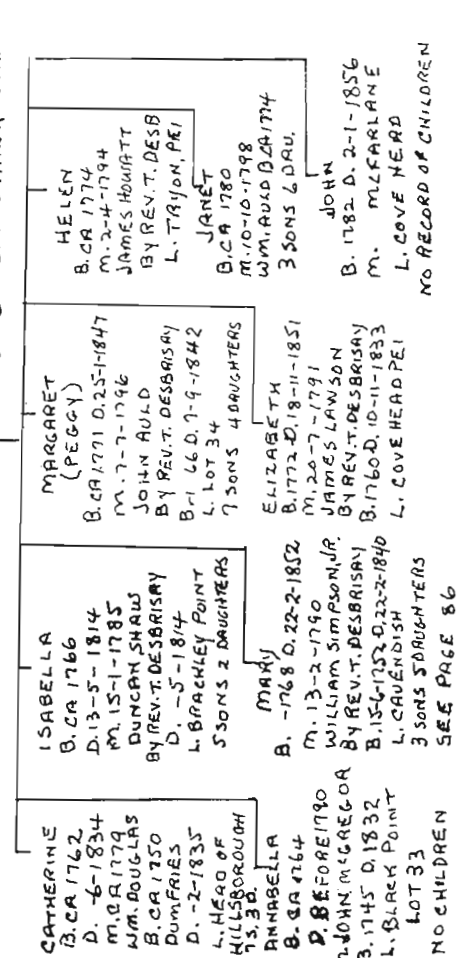 CATHERINE
B. CA 1762
D. -6-1834
M. CA 1779
WM. DOUGLAS
B. CA 1750
DUMFRIES
D. -2-1835
L. HEAD OF
HILLSBOROUGH
7S, 3D.
ANNABELLA
B. CA 1764
D. BEFORE 1790
JOHN McGREGOR
B. 1745 D. 1832
L. BLACK POINT
LOT 33
NO CHILDREN
ISABELLA
B. CA 1766
D. 13-5-1814
M. 15-1-1785
DUNCAN SHAW
BY REV. T. DESBRISAY
D. -5-1814
L. BRACKLEY POINT
5 SONS 2 DAUGHTERS
MARY
B. -1768 D. 22-2-1852
M. 13-2-1790
WILLIAM SIMPSON, JR.
BY REV. T. DESBRISAY
B. 15-6-1752 D. 22-2-1840
L. CAVENDISH
3 SONS 5 DAUGHTERS
SEE PAGE 86
MARGARET
(PEGGY)
B. CA 1771 D. 25-1-1847
M. 7-7-1796
JOHN AULD
BY REV. T. DESBRISAY
B-1 66 D. 7-9-1842
L. LOT 34
7 SONS 4 DAUGHTERS
ELIZABETH
B. 1772 D. 18-11-1851
M. 20-7-1791
JAMES LAWSON
BY REV. T. DESBRISAY
B. 1760 D. 10-11-1833
L. COVE HEAD PEI
HELEN
B. CA 1774
M. 2-4-1794
JAMES HOWATT
BY REV. T. DESB
L. TRYON, PEI
JANET
B. CA 1780
M. 10-10-1798
WM. AULD B. CA 1774
3 SONS 6 DAU.
JOHN
B. 1782 D. 2-1-1856
M. McFARLANE
L. COVE HEAD
NO RECORD OF CHILDREN